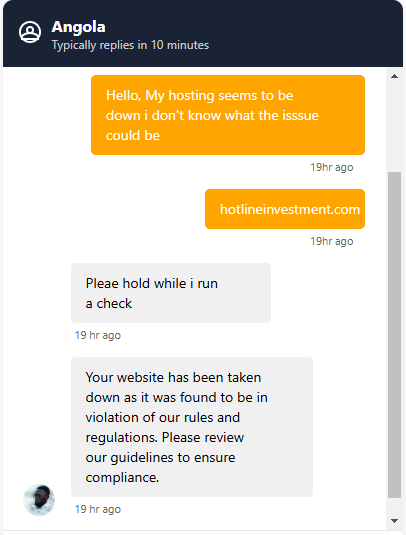 Angola
Typically replies in 10 minutes
Hello, My hosting seems to be
down i don't know what the isssue
could be
19hr ago
hotlineinvestment.com
19hr ago
Pleae hold while i run
a check
19 hr ago
Your website has been taken
down as it was found to be in
violation of our rules and
regulations. Please review
our guidelines to ensure
compliance.
19 hr ago